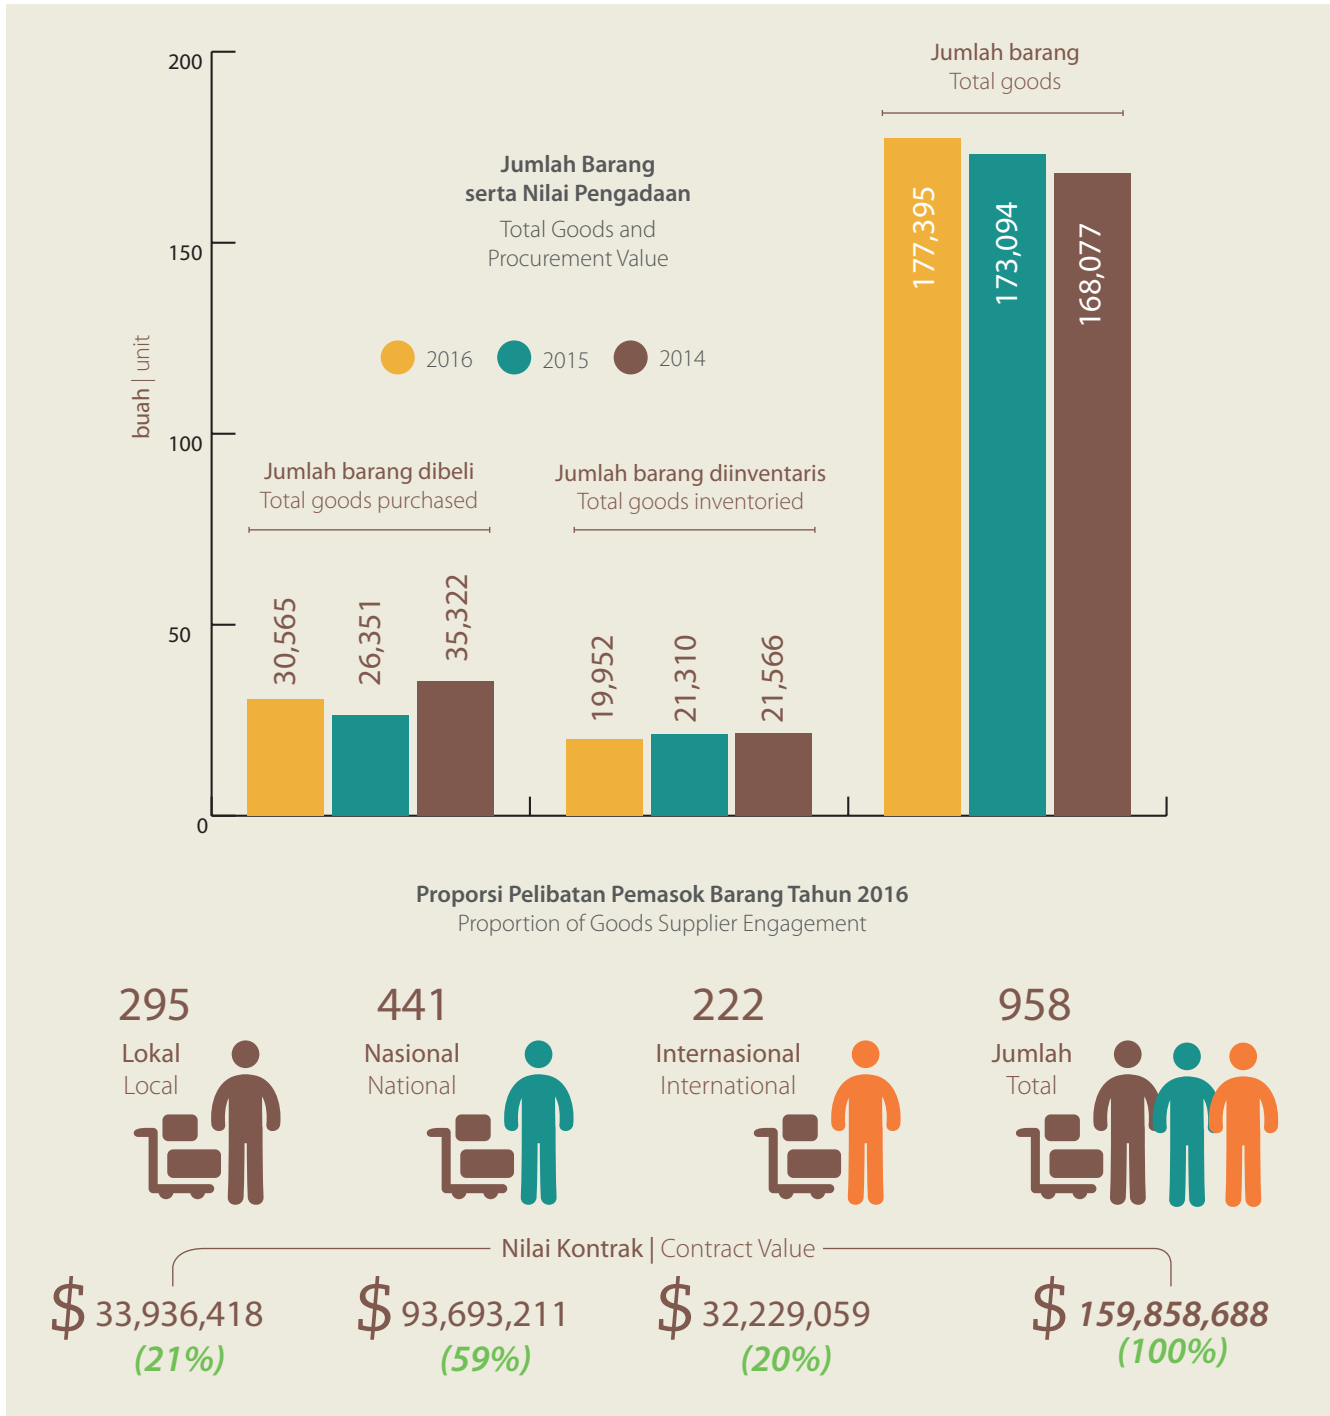 200
150
100
50
0
buah | unit
Jumlah Barang
serta Nilai Pengadaan
Total Goods and
Procurement Value
2016
2015
2014
Jumlah barang dibeli
Total goods purchased
30,565
26,351
35,322
Jumlah barang diinventaris
Total goods inventoried
19,952
21,310
21,566
Jumlah barang
Total goods
177,395
173,094
168,077
Proporsi Pelibatan Pemasok Barang Tahun 2016
Proportion of Goods Supplier Engagement
295
Lokal
Local
441
Nasional
National
222
Internasional
International
958
Jumlah
Total
Nilai Kontrak | Contract Value
$ 33,936,418
(21%)
$ 93,693,211
(59%)
$ 32,229,059
(20%)
$ 159,858,688
(100%)